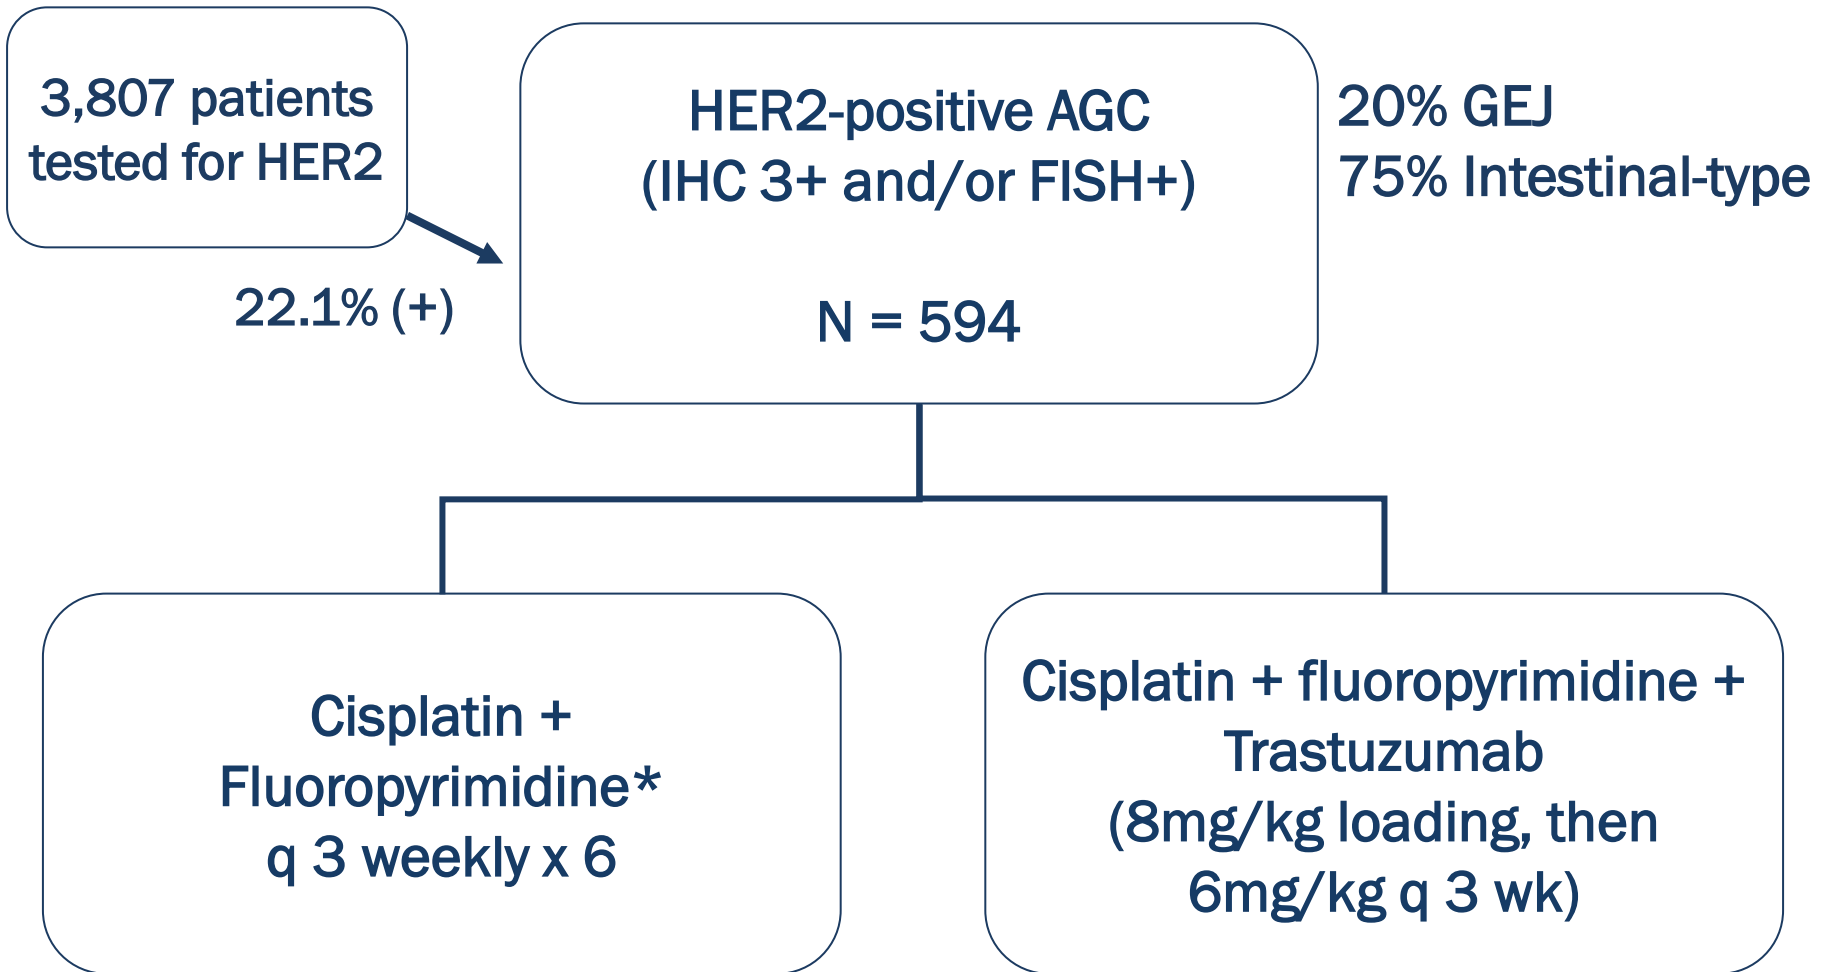 3,807 patients
tested for HER2
22.1% (+)
HER2-positive AGC
(IHC 3+ and/or FISH+)
N = 594
20% GEJ
75% Intestinal-type
Cisplatin +
Fluoropyrimidine*
q 3 weekly x 6
Cisplatin + fluoropyrimidine +
Trastuzumab
(8mg/kg loading, then
6mg/kg q 3 wk)